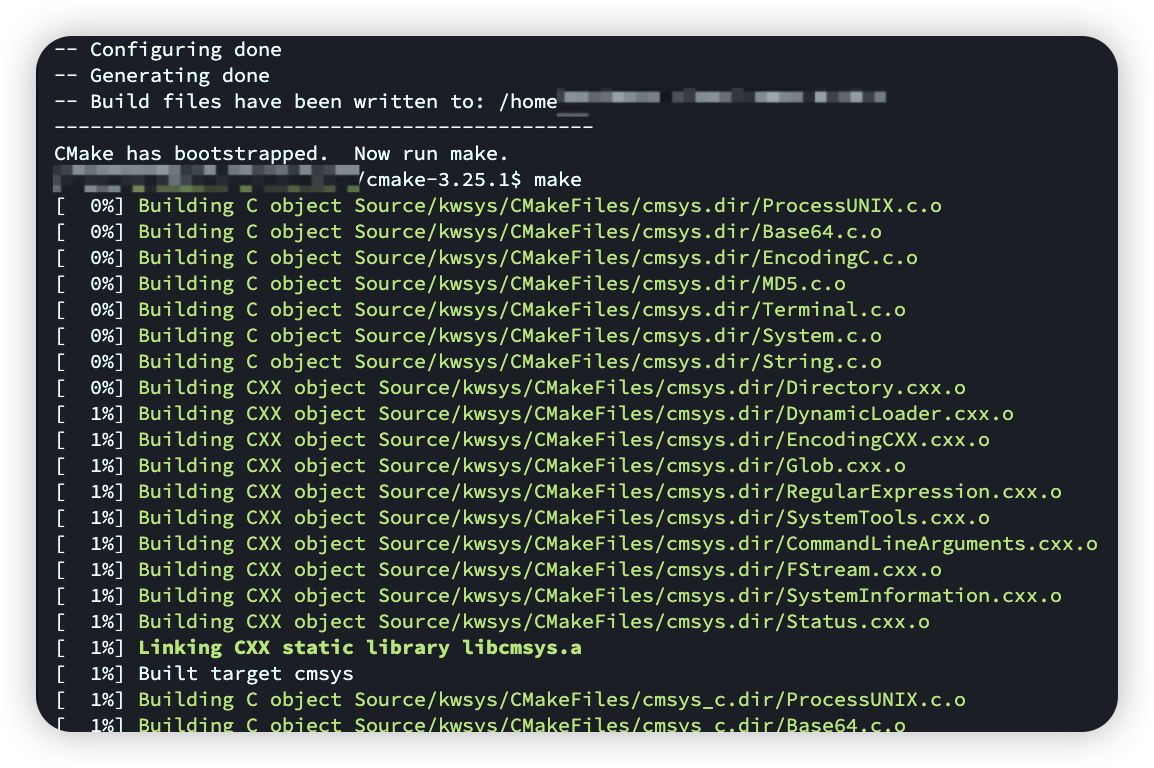 -- Configuring done
-- Generating done
-- Build files have been written to: /home
---------------------------------------------
CMake has bootstrapped.  Now run make.
/cmake-3.25.1$ make
[  0%] Building C object Source/kwsys/CMakeFiles/cmsys.dir/ProcessUNIX.c.o
[  0%] Building C object Source/kwsys/CMakeFiles/cmsys.dir/Base64.c.o
[  0%] Building C object Source/kwsys/CMakeFiles/cmsys.dir/EncodingC.c.o
[  0%] Building C object Source/kwsys/CMakeFiles/cmsys.dir/MD5.c.o
[  0%] Building C object Source/kwsys/CMakeFiles/cmsys.dir/Terminal.c.o
[  0%] Building C object Source/kwsys/CMakeFiles/cmsys.dir/System.c.o
[  0%] Building C object Source/kwsys/CMakeFiles/cmsys.dir/String.c.o
[  0%] Building CXX object Source/kwsys/CMakeFiles/cmsys.dir/Directory.cxx.o
[  1%] Building CXX object Source/kwsys/CMakeFiles/cmsys.dir/DynamicLoader.cxx.o
[  1%] Building CXX object Source/kwsys/CMakeFiles/cmsys.dir/EncodingCXX.cxx.o
[  1%] Building CXX object Source/kwsys/CMakeFiles/cmsys.dir/Glob.cxx.o
[  1%] Building CXX object Source/kwsys/CMakeFiles/cmsys.dir/RegularExpression.cxx.o
[  1%] Building CXX object Source/kwsys/CMakeFiles/cmsys.dir/SystemTools.cxx.o
[  1%] Building CXX object Source/kwsys/CMakeFiles/cmsys.dir/CommandLineArguments.cxx.o
[  1%] Building CXX object Source/kwsys/CMakeFiles/cmsys.dir/FStream.cxx.o
[  1%] Building CXX object Source/kwsys/CMakeFiles/cmsys.dir/SystemInformation.cxx.o
[  1%] Building CXX object Source/kwsys/CMakeFiles/cmsys.dir/Status.cxx.o
[  1%] Linking CXX static library libcmsys.a
[  1%] Built target cmsys
[  1%] Building C object Source/kwsys/CMakeFiles/cmsys_c.dir/ProcessUNIX.c.o
[  1%] Building C object Source/kwsys/CMakeFiles/cmsys_c.dir/Base64.c.o